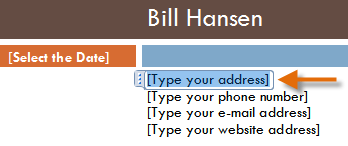 Bill Hansen
[Select the Date]
[Type your address]
[Type your phone number]
[Type your e-mail address]
[Type your website address]